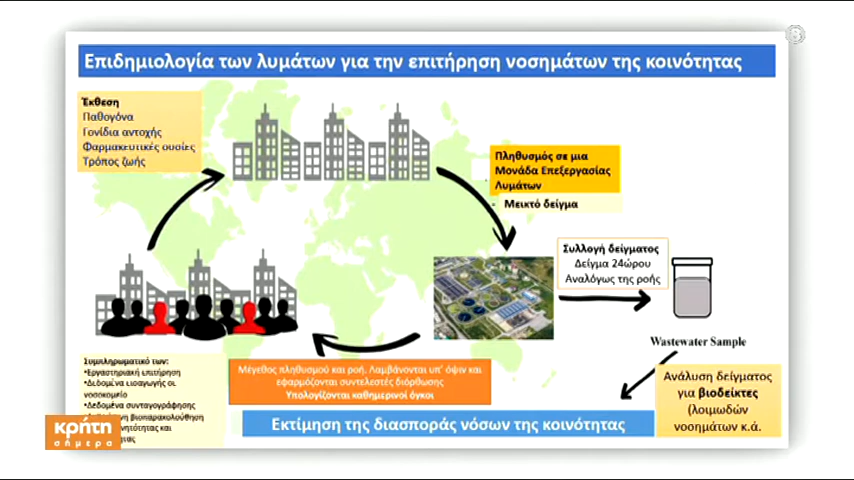 Επιδημιολογία των λυμάτων για την επιτήρηση νοσημάτων της κοινότητας
Έκθεση
Παθογόνα
Γονίδια αντοχής
Φαρμακευτικές ουσίες
Τρόπος ζωής
Πληθυσμός σε μια
Μονάδα Επεξεργασίας
Λυμάτων
- Μεικτό δείγμα
Συλλογή δείγματος
Δείγμα 24ώρου
Αναλόγως της ροής
Wastewater Sample
Συμπληρωματικό των:
•Εργαστηριακή επιτήρηση
•Δεδομένα εισαγωγής σε
νοσοκομείο
•Δεδομένα συνταγογράφησης
βιοπαρακολούθηση
και
Μέγεθος πληθυσμού και ροή. Λαμβάνονται υπ' όψιν και
εφαρμόζονται συντελεστές διόρθωσης
Υπολογίζονται καθημερινοί όγκοι
Ανάλυση δείγματος
για βιοδείκτες
(λοιμωδών
νοσημάτων κ.ά.
Εκτίμηση της διασποράς νόσων της κοινότητας
κρήτη
σήμερα